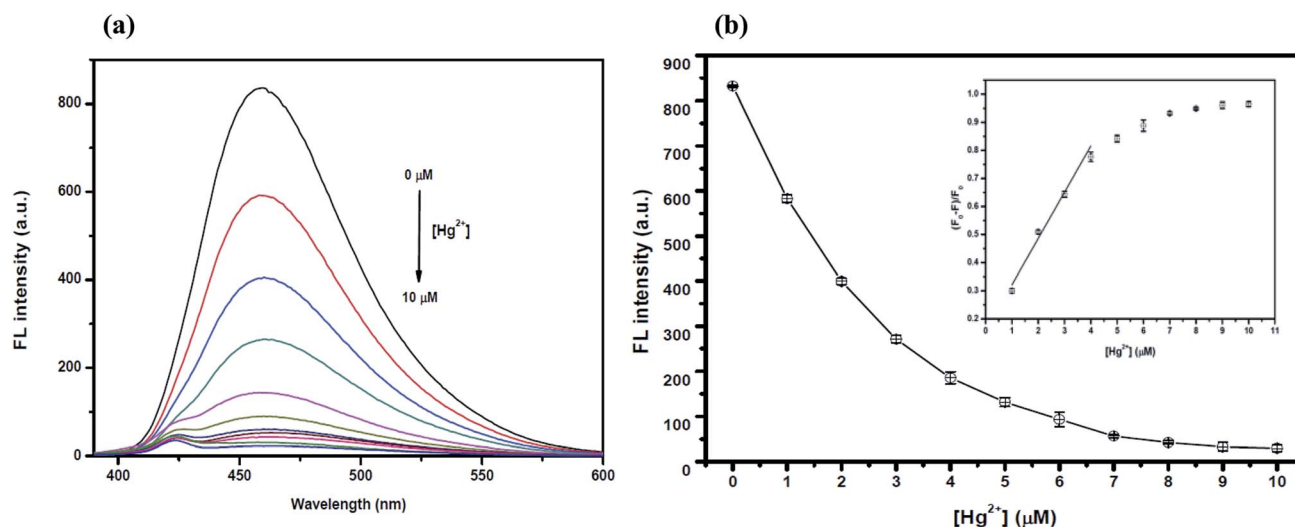 (a)
800
600
400
200
0
400
450
500
550
600
FL intensity (a.u.)
Wavelength (nm)
0 μM
[Hg²⁺]
10 μM
(b)
900
800
700
600
500
400
300
200
100
0
0 1 2 3 4 5 6 7 8 9 10
FL intensity (a.u.)
[Hg²⁺] (μM)
1.0
0.9
0.8
0.7
0.6
0.5
0.4
0.3
0.2
0 1 2 3 4 5 6 7 8 9 10 11
(F₀-F)/F₀
[Hg²⁺] (μM)